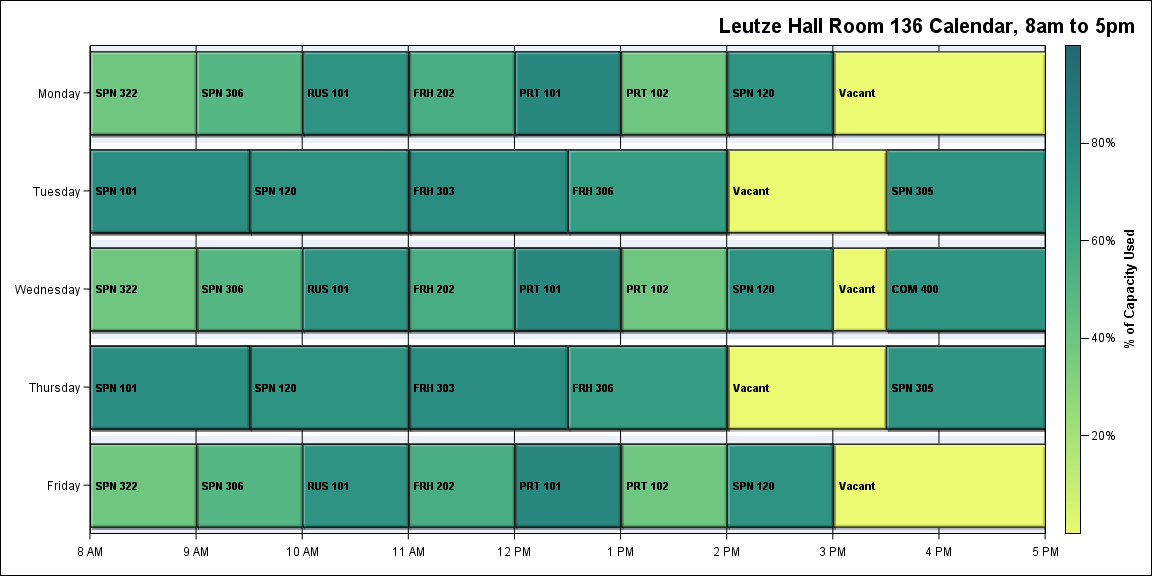 Leutze Hall Room 136 Calendar, 8am to 5pm
Monday SPN 322 SPN 306 RUS 101 FRH 202 PRT 101 PRT 102 SPN 120 Vacant
80%
Tuesday SPN 101 SPN 120 FRH 303 FRH 306 Vacant SPN 305
60%
Wednesday SPN 322 SPN 306 RUS 101 FRH 202 PRT 101 PRT 102 SPN 120 Vacant COM 400
% of Capacity Used
40%
Thursday SPN 101 SPN 120 FRH 303 FRH 306 Vacant SPN 305
20%
Friday SPN 322 SPN 306 RUS 101 FRH 202 PRT 101 PRT 102 SPN 120 Vacant
8 AM 9 AM 10 AM 11 AM 12 PM 1 PM 2 PM 3 PM 4 PM 5 PM